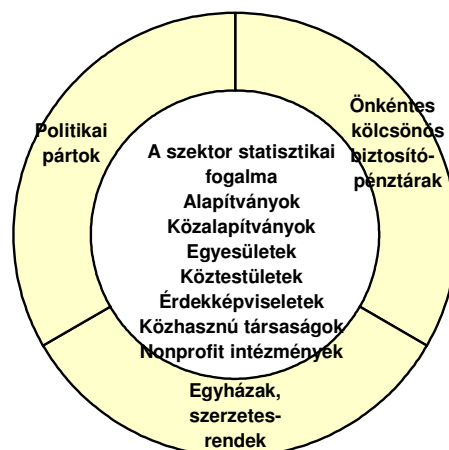 Politikai
pártok
Önkéntes
kölcsönös
biztosító-
pénztárak
A szektor statisztikai
fogalma
Alapítványok
Közalapítványok
Egyesületek
Köztestületek
Érdekképviseletek
Közhasznú társaságok
Nonprofit intézmények
Egyházak,
szerzetes-
rendek